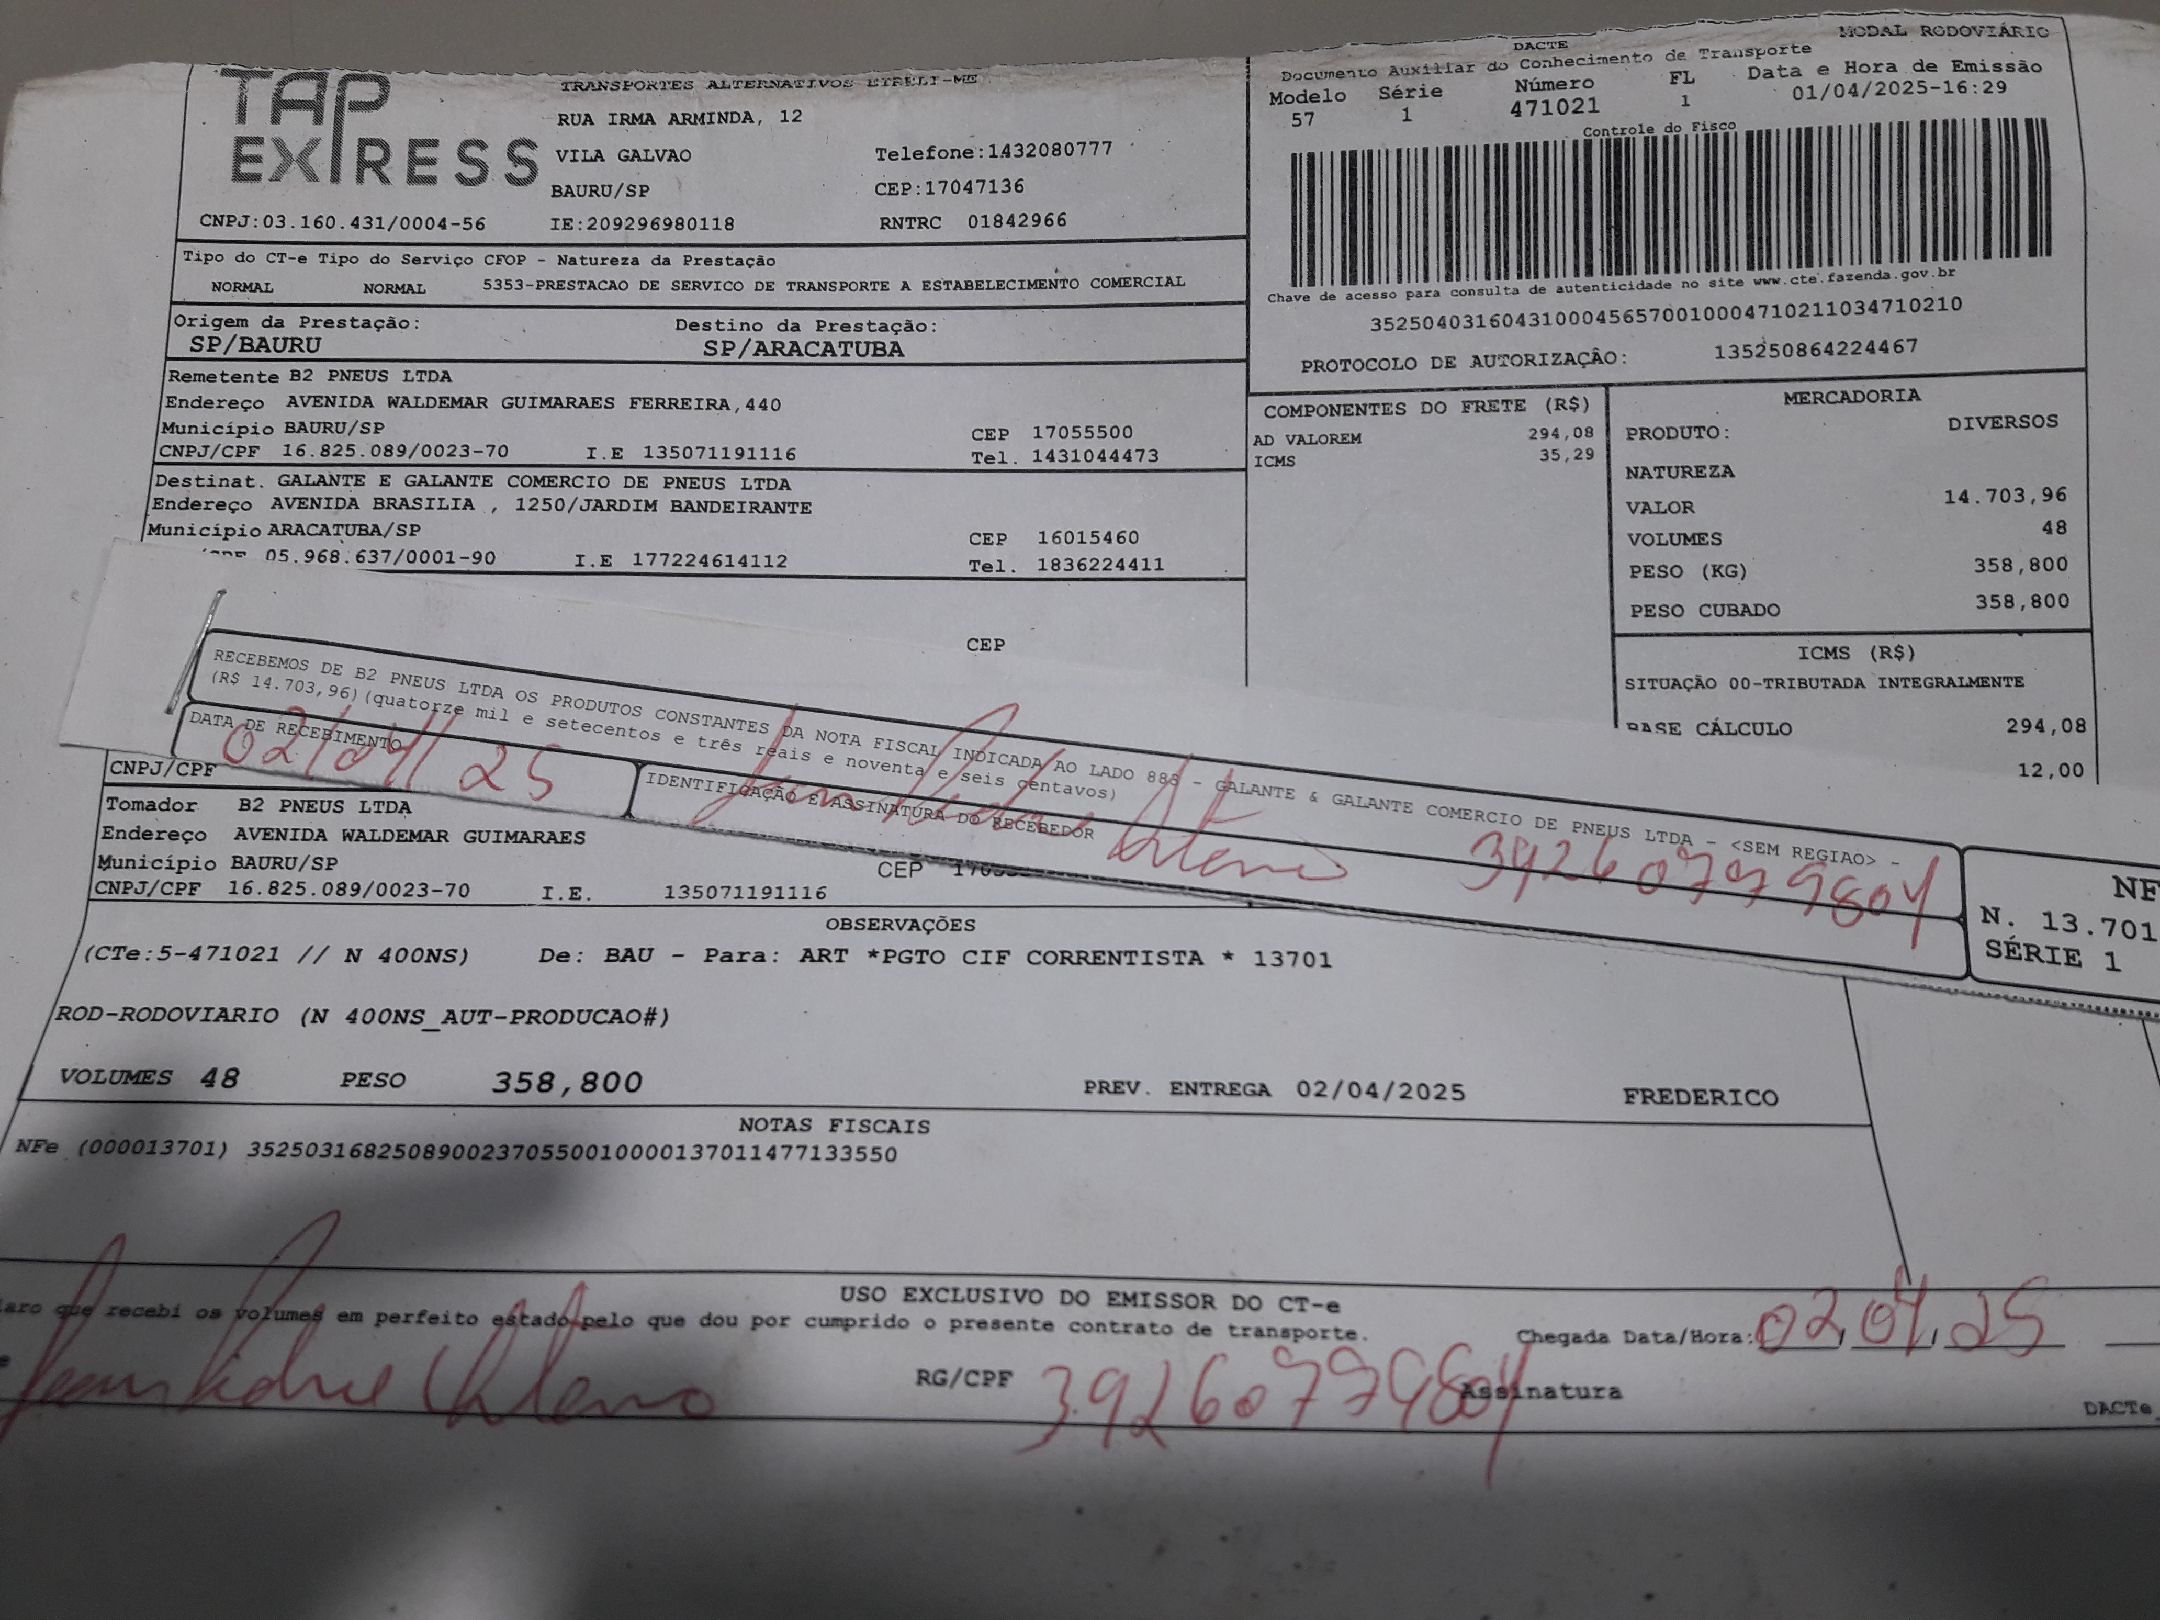 TAP EXPRESS
TRANSPORTES ALTERNATIVOS EIRELI-ME
RUA IRMA ARMINDA, 12
VILA GALVAO Telefone:1432080777
BAURU/SP CEP:17047136
CNPJ:03.160.431/0004-56 IE:209296980118 RNTRC 01842966
DACTE MODAL RODOVIÁRIO
Documento Auxiliar do Conhecimento de Transporte
Modelo Série Número FL Data e Hora de Emissão
57 1 471021 1 01/04/2025-16:29
Controle do Fisco
Chave de acesso para consulta de autenticidade no site www.cte.fazenda.gov.br
35250403160431000456570010004710211034710210
PROTOCOLO DE AUTORIZAÇÃO: 135250864224467
Tipo do CT-e Tipo do Serviço CFOP - Natureza da Prestação
NORMAL NORMAL 5353-PRESTACAO DE SERVICO DE TRANSPORTE A ESTABELECIMENTO COMERCIAL
Origem da Prestação: Destino da Prestação:
SP/BAURU SP/ARACATUBA
Remetente B2 PNEUS LTDA
Endereço AVENIDA WALDEMAR GUIMARAES FERREIRA,440
Município BAURU/SP CEP 17055500
CNPJ/CPF 16.825.089/0023-70 I.E 135071191116 Tel. 1431044473
Destinat. GALANTE E GALANTE COMERCIO DE PNEUS LTDA
Endereço AVENIDA BRASILIA , 1250/JARDIM BANDEIRANTE
Município ARACATUBA/SP CEP 16015460
05.968.637/0001-90 I.E 177224614112 Tel. 1836224411
CEP
COMPONENTES DO FRETE (R$)
AD VALOREM 294,08
ICMS 35,29
MERCADORIA
PRODUTO: DIVERSOS
NATUREZA
VALOR 14.703,96
VOLUMES 48
PESO (KG) 358,800
PESO CUBADO 358,800
ICMS (R$)
SITUAÇÃO 00-TRIBUTADA INTEGRALMENTE
BASE CÁLCULO 294,08
12,00
RECEBEMOS DE B2 PNEUS LTDA OS PRODUTOS CONSTANTES DA NOTA FISCAL INDICADA AO LADO 888 - GALANTE & GALANTE COMERCIO DE PNEUS LTDA - <SEM REGIAO> -
(R$ 14.703,96)(quatorze mil e setecentos e três reais e noventa e seis centavos)
DATA DE RECEBIMENTO IDENTIFICAÇÃO E ASSINATURA DO RECEBEDOR
02/04/25 39260779804
NF
N. 13.701
SÉRIE 1
CNPJ/CPF
Tomador B2 PNEUS LTDA
Endereço AVENIDA WALDEMAR GUIMARAES
Município BAURU/SP CEP
CNPJ/CPF 16.825.089/0023-70 I.E. 135071191116
OBSERVAÇÕES
(CTe:5-471021 // N 400NS) De: BAU - Para: ART *PGTO CIF CORRENTISTA * 13701
ROD-RODOVIARIO (N 400NS_AUT-PRODUCAO#)
VOLUMES 48 PESO 358,800 PREV. ENTREGA 02/04/2025 FREDERICO
NOTAS FISCAIS
NFe (000013701) 35250316825089002370550010000137011477133550
USO EXCLUSIVO DO EMISSOR DO CT-e
laro que recebi os volumes em perfeito estado pelo que dou por cumprido o presente contrato de transporte. Chegada Data/Hora: 02,04,25
RG/CPF 39260779804 Assinatura
DACTe